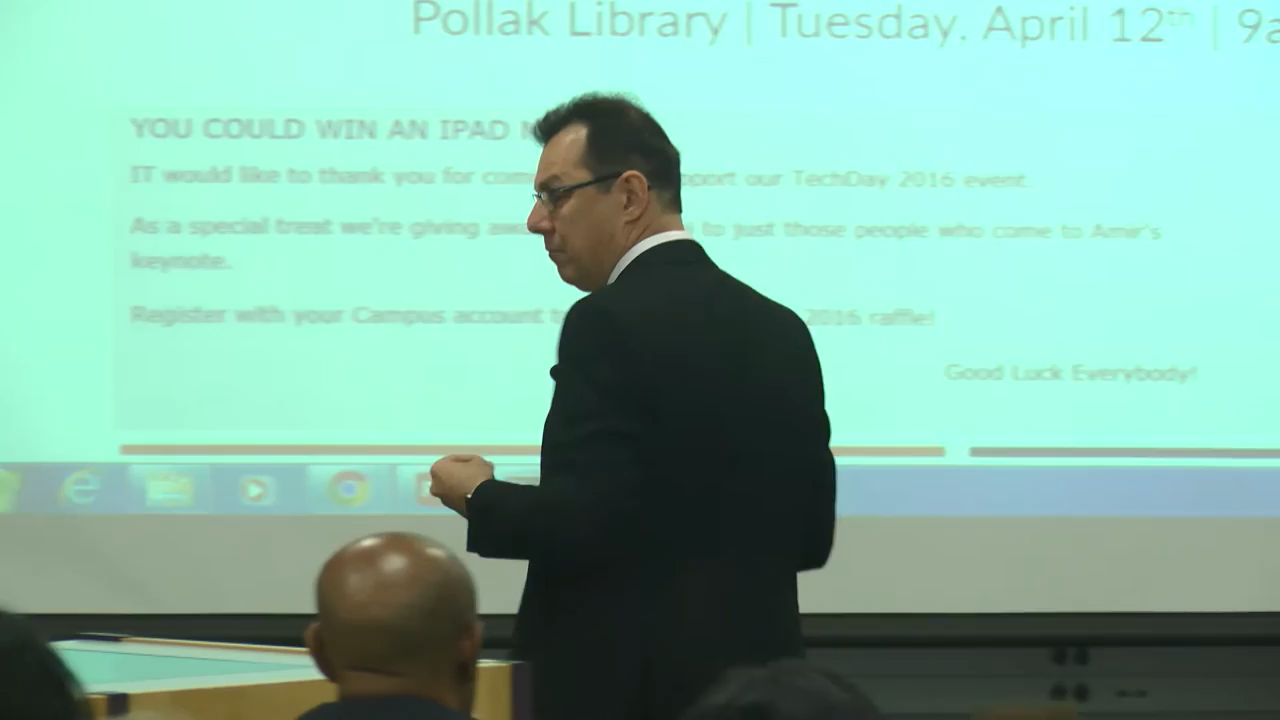 Pollak Library | Tuesday, April 12th | 9a
YOU COULD WIN AN IPAD
IT would like to thank you for our TechDay 2016 event.
As a special treat we're giving to just those people who come to Amir's
keynote.
Register with your Campus account 2016 raffle!
Good Luck Everybody!